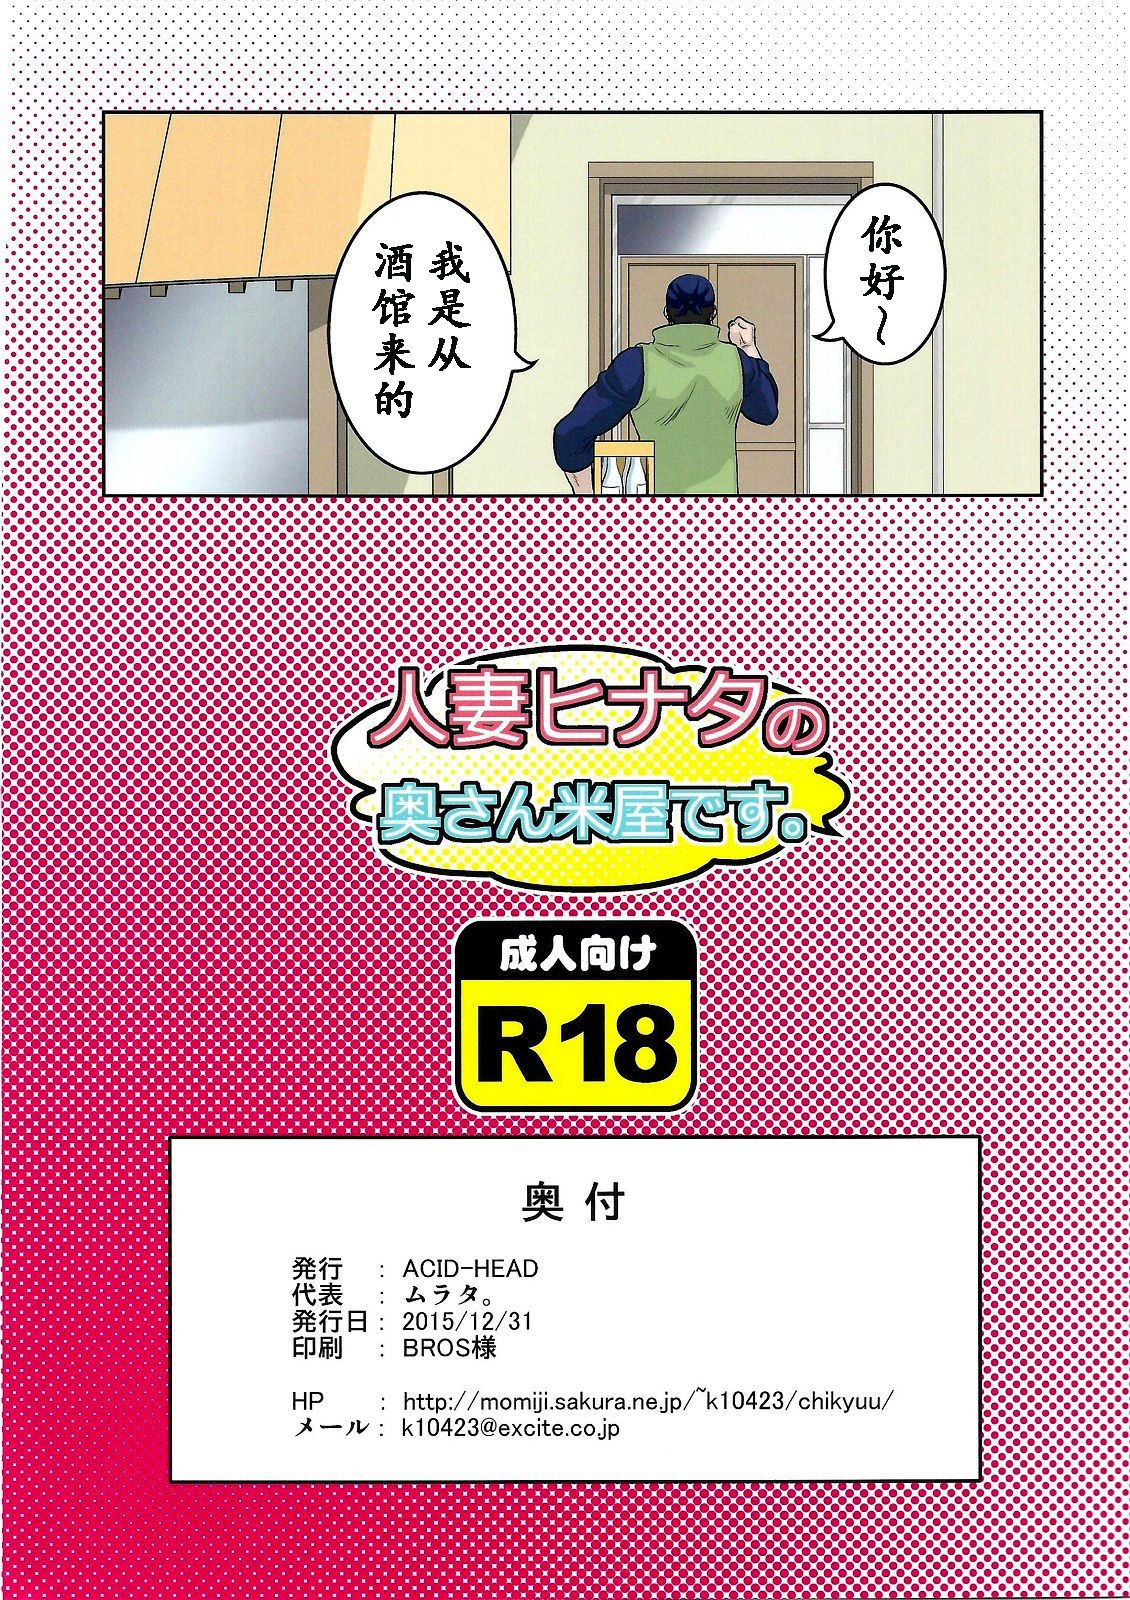 你好～
我是从
酒馆来的
人妻ヒナタの
奥さん米屋です。
成人向け
R18
奥付
発行 : ACID-HEAD
代表 : ムラタ。
発行日 : 2015/12/31
印刷 : BROS様
HP : http://momiji.sakura.ne.jp/~k10423/chikyuu/
メール : k10423@excite.co.jp